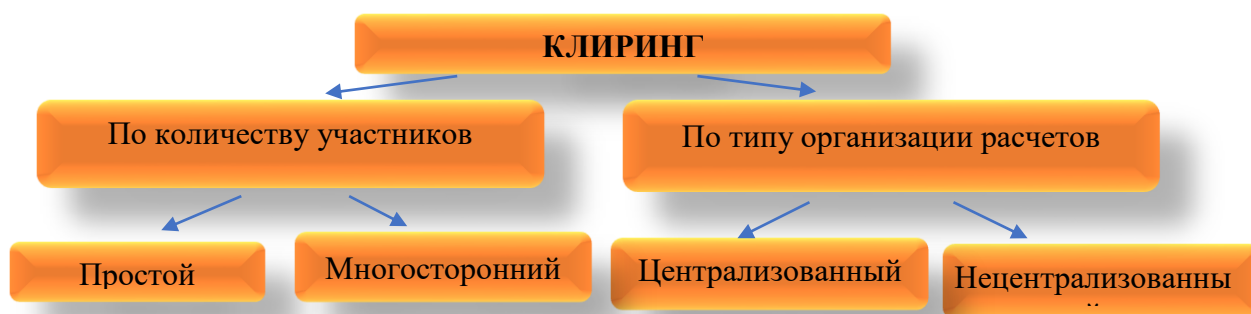 КЛИРИНГ
По количеству участников
По типу организации расчетов
Простой
Многосторонний
Централизованный
Нецентрализованны
й